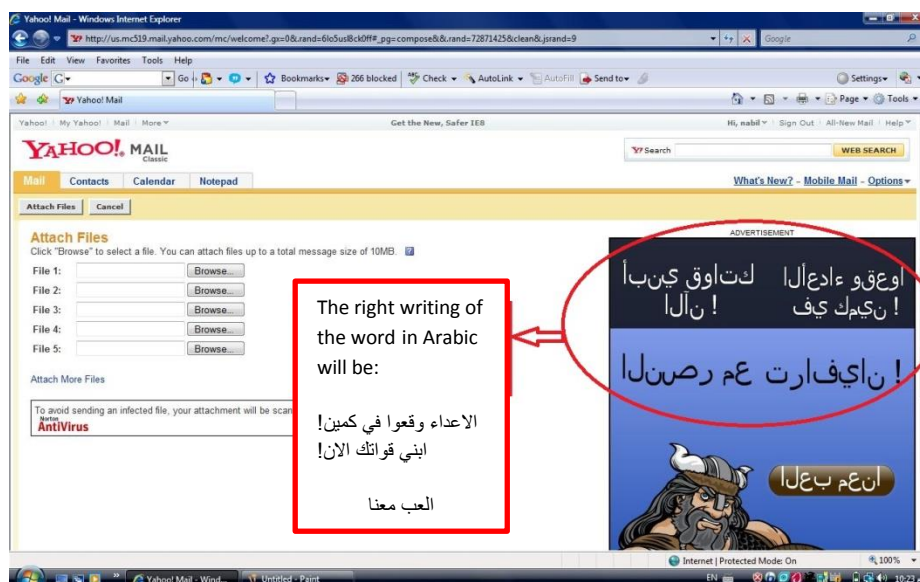 Yahoo! Mail - Windows Internet Explorer
http://us.mc519.mail.yahoo.com/mc/welcome?.gx=0&.rand=6lo5usl8ck0ff#_pg=compose&&.rand=72871425&clean&.jsrand=9
Google
File Edit View Favorites Tools Help
Google G Go Bookmarks 266 blocked Check AutoLink AutoFill Send to Settings
Yahoo! Mail Page Tools
Yahoo! My Yahoo! Mail More Get the New, Safer IE8 Hi, nabil Sign Out All-New Mail Help
YAHOO! MAIL
Classic
Y! Search WEB SEARCH
Mail Contacts Calendar Notepad What's New? - Mobile Mail - Options
Attach Files Cancel
Attach Files
Click "Browse" to select a file. You can attach files up to a total message size of 10MB.
File 1: Browse...
File 2: Browse...
File 3: Browse...
File 4: Browse...
File 5: Browse...
Attach More Files
To avoid sending an infected file, your attachment will be scan
Norton
AntiVirus
The right writing of
the word in Arabic
will be:
الاعداء وقعوا في كمين!
ابني قواتك الان!
العب معنا
ADVERTISEMENT
اوعقو ءادعألا
! نيمك يف
كتاوق ينبأ
! نآلا
! نايفارت عم رصنلا
انعم بعلا
Internet | Protected Mode: On 100%
Yahoo! Mail - Wind... Untitled - Paint EN 10:23